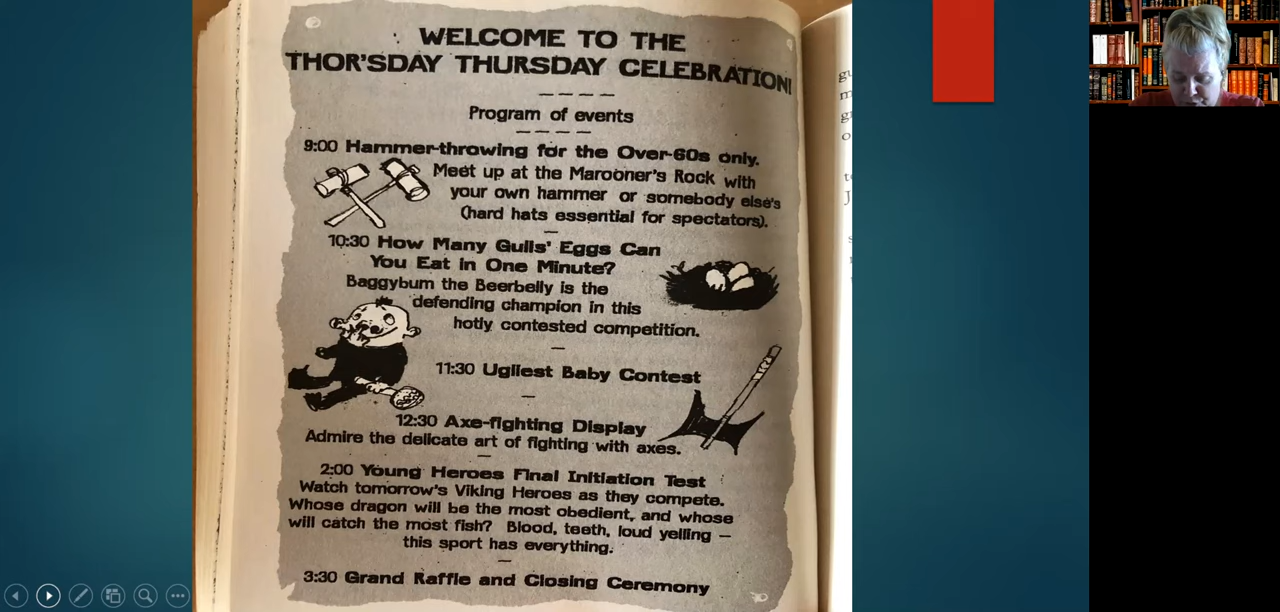 WELCOME TO THE
THOR'SDAY THURSDAY CELEBRATION!
Program of events
9:00 Hammer-throwing for the Over-60s only.
Meet up at the Marooner's Rock with
your own hammer or somebody else's
(hard hats essential for spectators).
10:30 How Many Gulls' Eggs Can
You Eat in One Minute?
Baggybum the Beerbelly is the
defending champion in this
hotly contested competition.
11:30 Ugliest Baby Contest
12:30 Axe-fighting Display
Admire the delicate art of fighting with axes.
2:00 Young Heroes Final Initiation Test
Watch tomorrow's Viking Heroes as they compete.
Whose dragon will be the most obedient, and whose
will catch the most fish? Blood, teeth, loud yelling —
this sport has everything.
3:30 Grand Raffle and Closing Ceremony